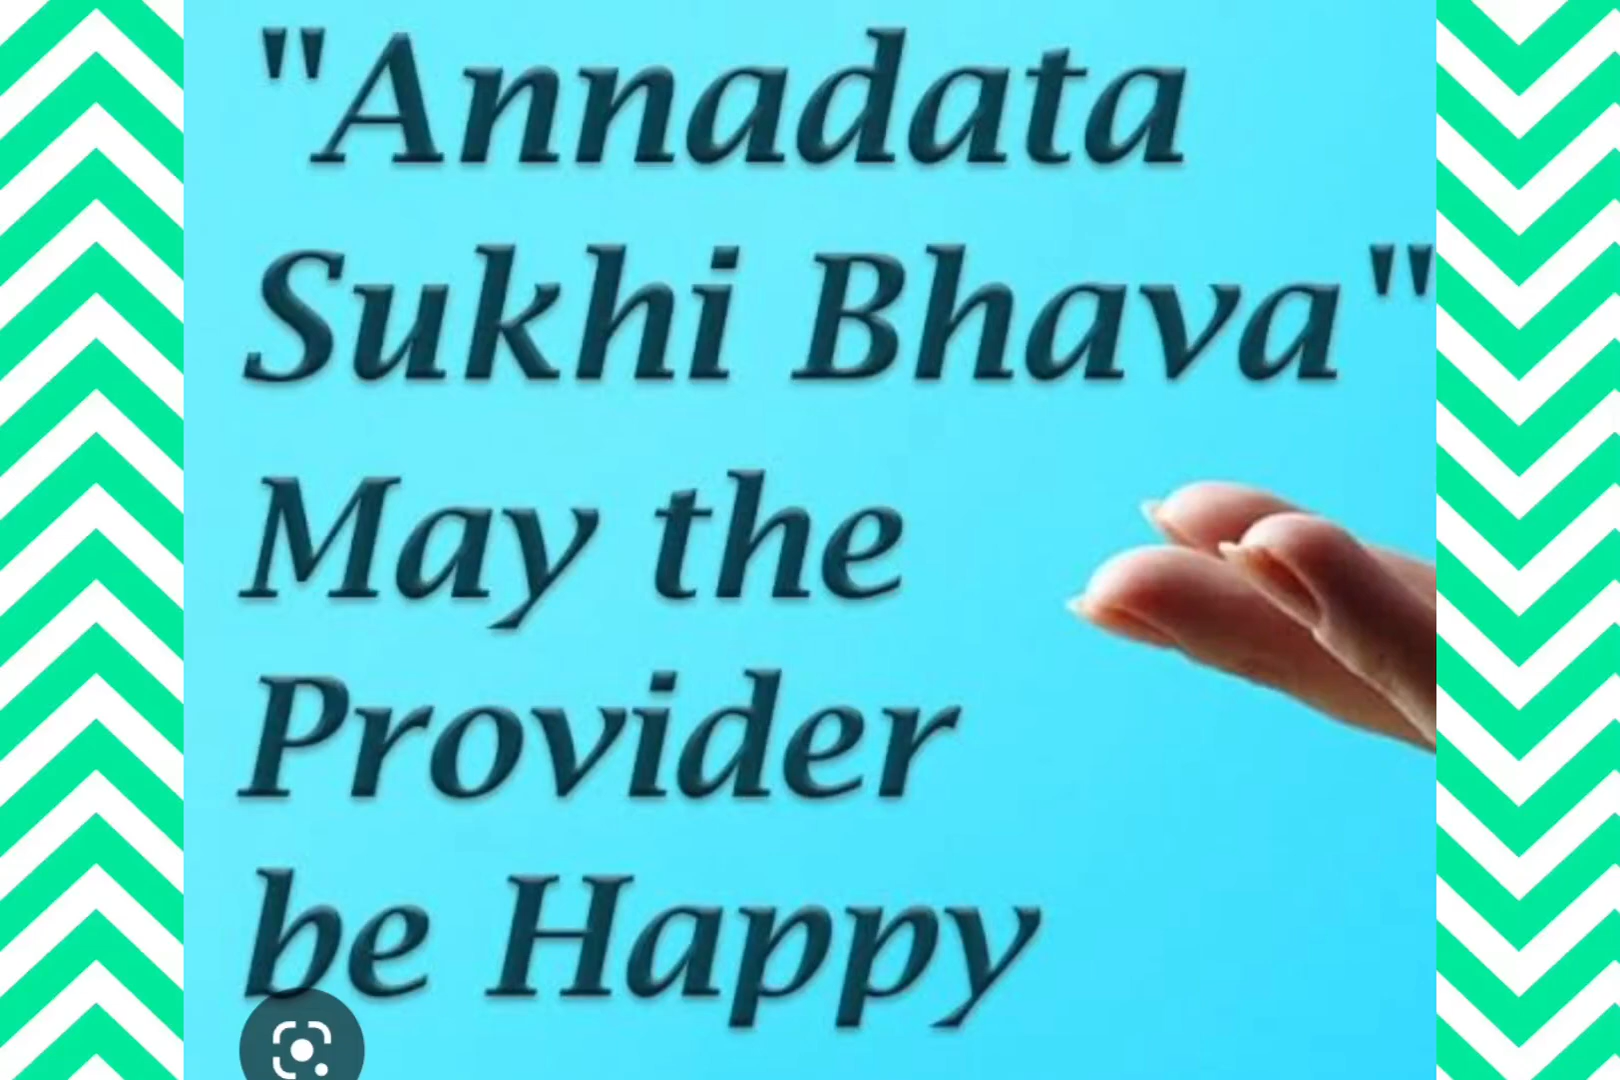 "Annadata
Sukhi Bhava"
May the
Provider
be Happy